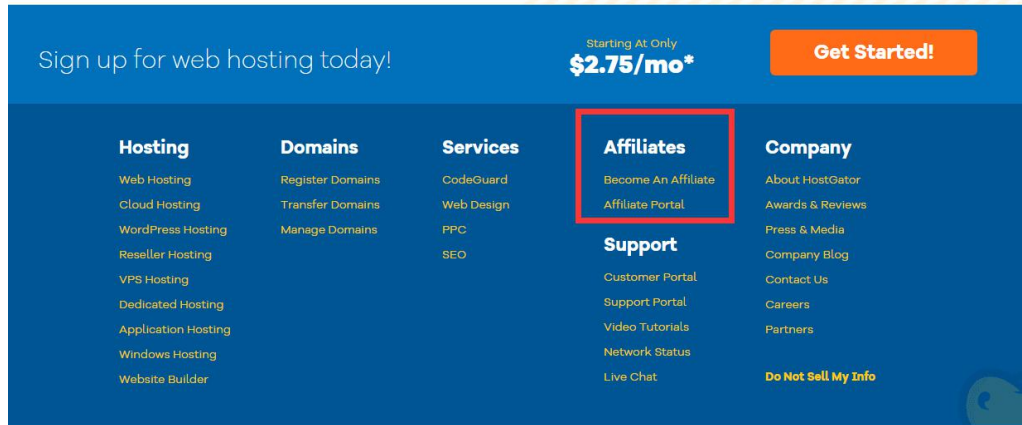 Sign up for web hosting today!
Starting At Only
$2.75/mo*
Get Started!
Hosting
Web Hosting
Cloud Hosting
WordPress Hosting
Reseller Hosting
VPS Hosting
Dedicated Hosting
Application Hosting
Windows Hosting
Website Builder
Domains
Register Domains
Transfer Domains
Manage Domains
Services
CodeGuard
Web Design
PPC
SEO
Affiliates
Become An Affiliate
Affiliate Portal
Support
Customer Portal
Support Portal
Video Tutorials
Network Status
Live Chat
Company
About HostGator
Awards & Reviews
Press & Media
Company Blog
Contact Us
Careers
Partners
Do Not Sell My Info